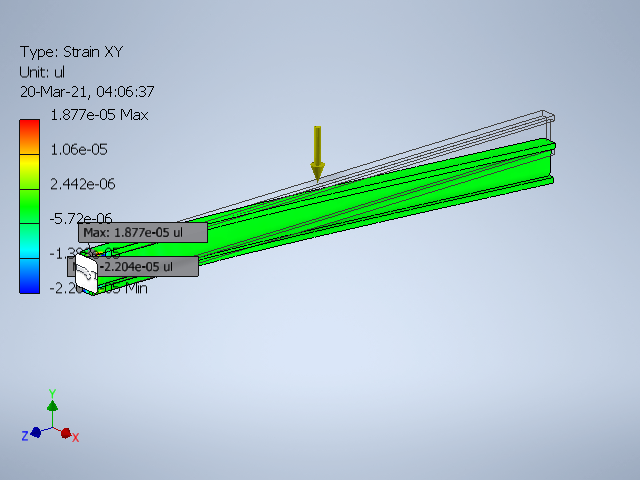 Type: Strain XY
Unit: ul
20-Mar-21, 04:06:37
1.877e-05 Max
1.06e-05
2.442e-06
-5.72e-06
Max: 1.877e-05 ul
-2.204e-05 ul
Min
Y
Z
X